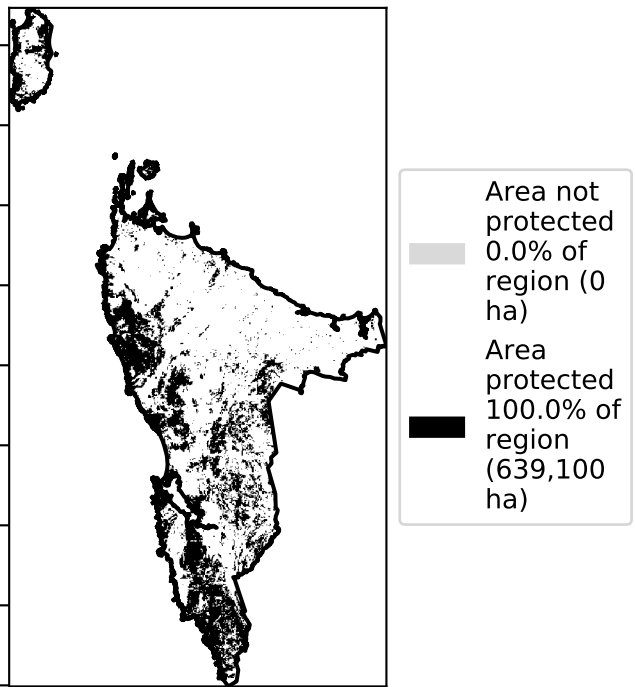 Area not
protected
0.0% of
region (0
ha)
Area
protected
100.0% of
region
(639,100
ha)